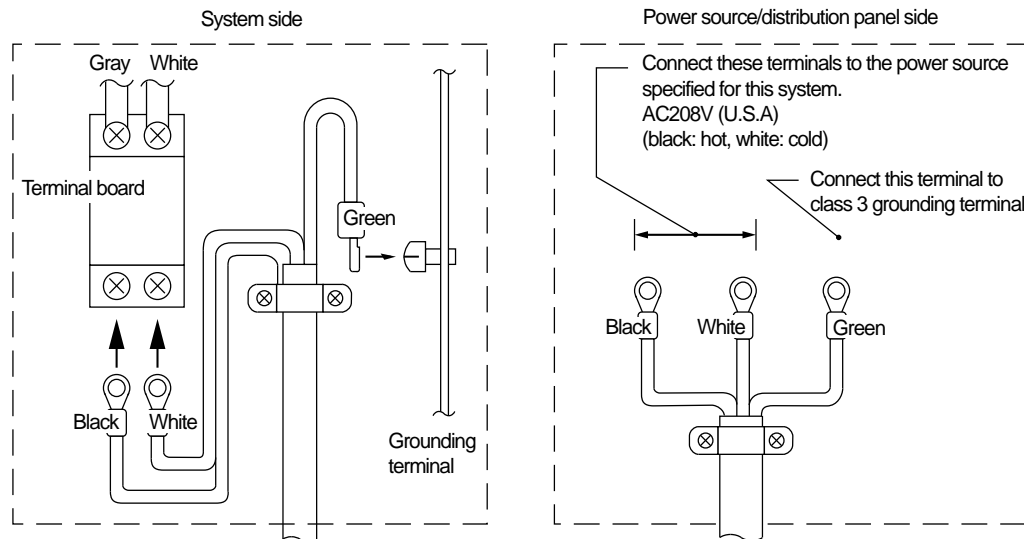 System side
Gray White
Terminal board
Green
Black White
Grounding
terminal
Power source/distribution panel side
Connect these terminals to the power source
specified for this system.
AC208V (U.S.A)
(black: hot, white: cold)
Connect this terminal to
class 3 grounding terminal
Black White Green